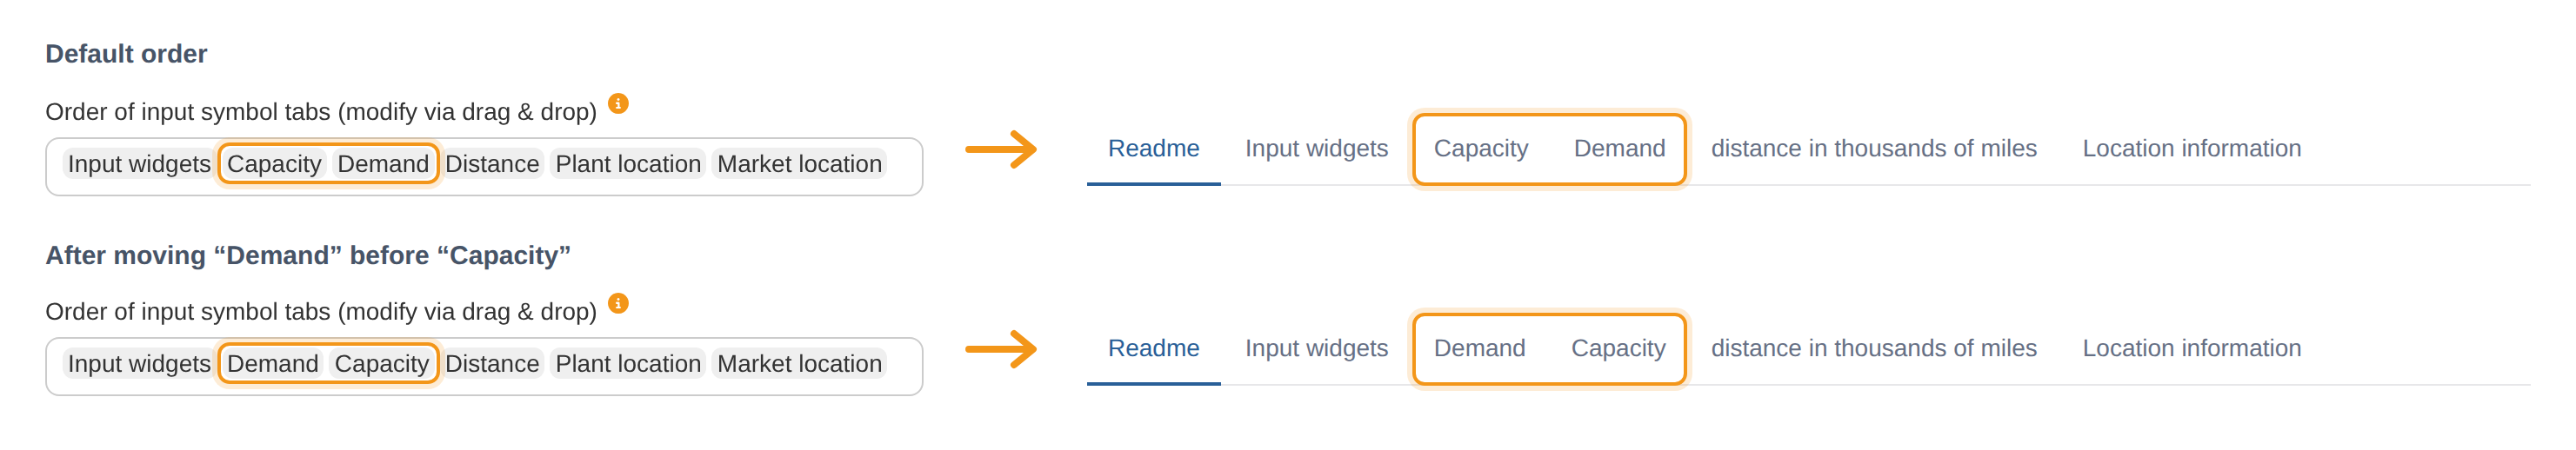 Default order
Order of input symbol tabs (modify via drag & drop) i
Input widgets Capacity Demand Distance Plant location Market location
Readme Input widgets Capacity Demand distance in thousands of miles Location information
After moving “Demand” before “Capacity”
Order of input symbol tabs (modify via drag & drop) i
Input widgets Demand Capacity Distance Plant location Market location
Readme Input widgets Demand Capacity distance in thousands of miles Location information